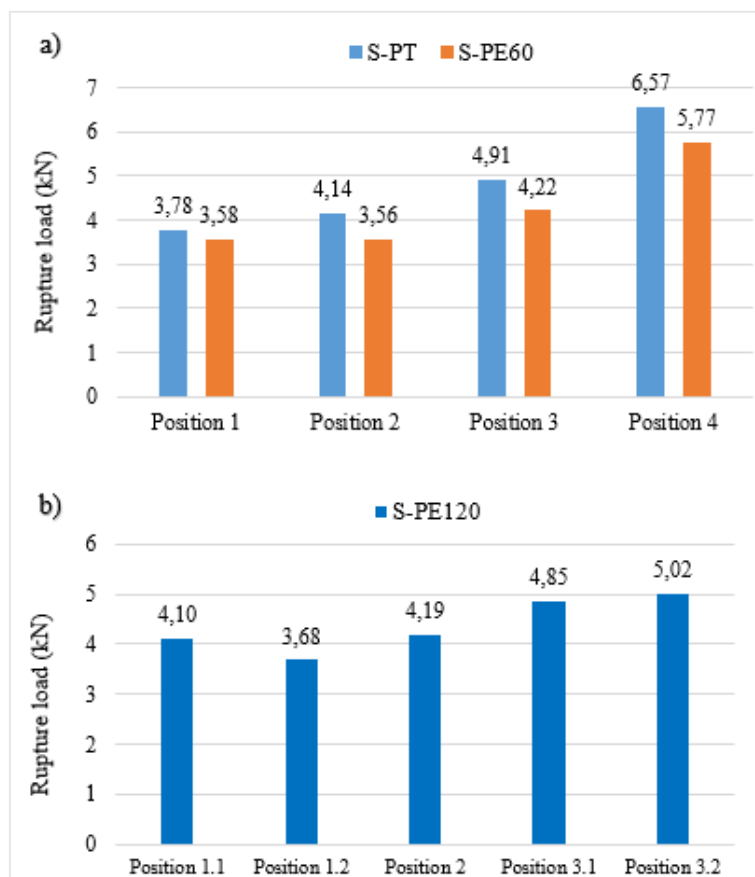 a)
S-PT S-PE60
Rupture load (kN)
7
6
5
4
3
2
1
0
3,78 3,58 4,14 3,56 4,91 4,22 6,57 5,77
Position 1 Position 2 Position 3 Position 4
b)
S-PE120
Rupture load (kN)
6
5
4
3
2
1
0
4,10 3,68 4,19 4,85 5,02
Position 1.1 Position 1.2 Position 2 Position 3.1 Position 3.2